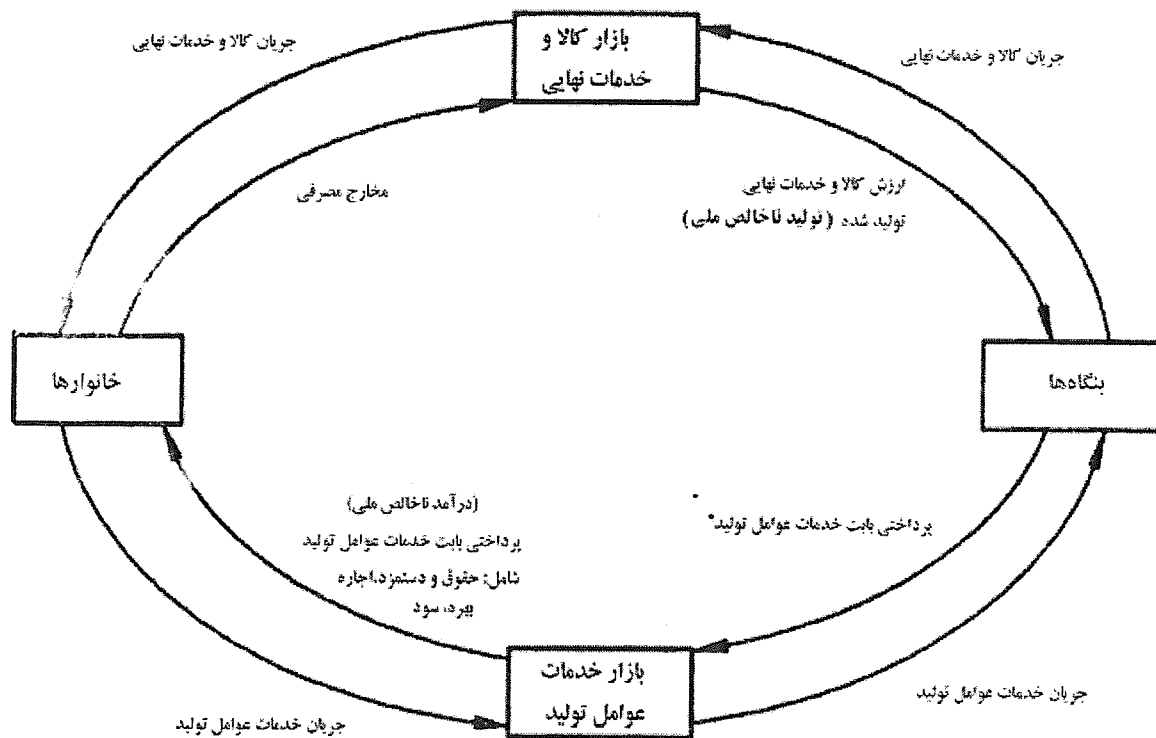 بازار کالا و
خدمات نهایی
جریان کالا و خدمات نهایی
جریان کالا و خدمات نهایی
ارزش کالا و خدمات نهایی
تولید شده (تولید ناخالص ملی)
مخارج مصرفی
بنگاه‌ها
خانوارها
پرداختی بابت خدمات عوامل تولید
(درآمد ناخالص ملی)
پرداختی بابت خدمات عوامل تولید
شامل: حقوق و دستمزد، اجاره
بهره، سود
بازار خدمات
عوامل تولید
جریان خدمات عوامل تولید
جریان خدمات عوامل تولید